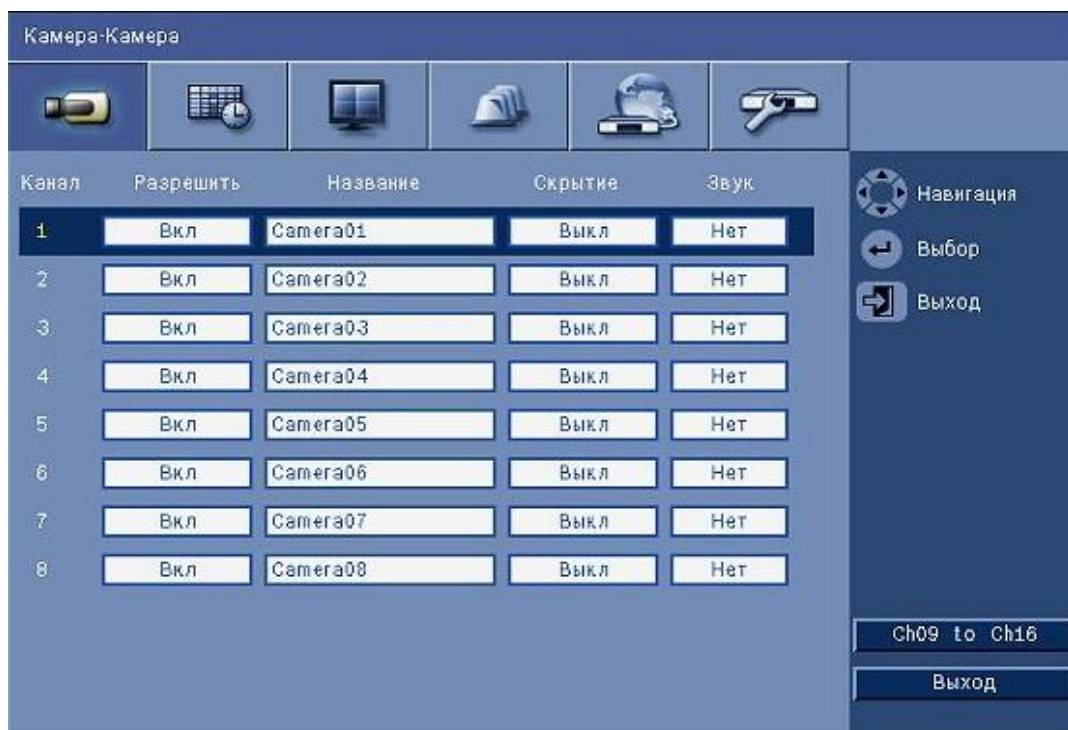 Камера-Камера
Канал Разрешить Название Скрытие Звук
1 Вкл Camera01 Выкл Нет
2 Вкл Camera02 Выкл Нет
3 Вкл Camera03 Выкл Нет
4 Вкл Camera04 Выкл Нет
5 Вкл Camera05 Выкл Нет
6 Вкл Camera06 Выкл Нет
7 Вкл Camera07 Выкл Нет
8 Вкл Camera08 Выкл Нет
Навигация
Выбор
Выход
Ch09 to Ch16
Выход